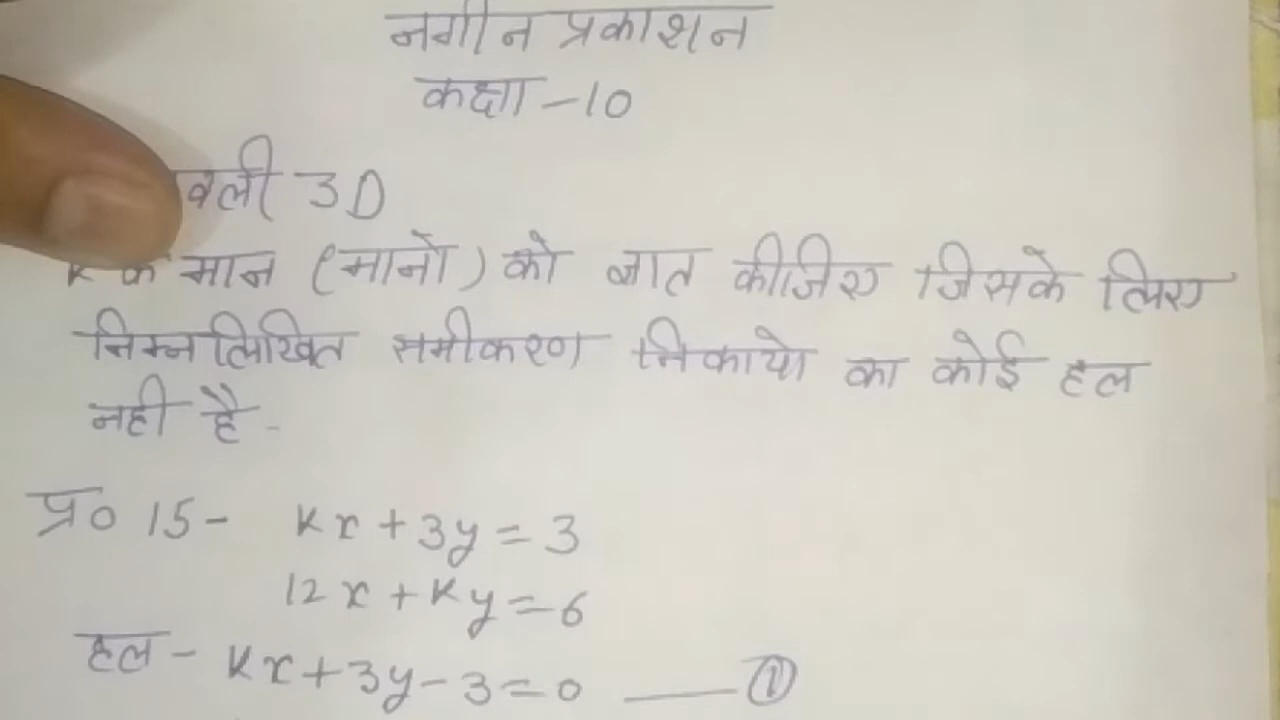 नगीन प्रकाशन
कक्षा -10
वली 3D
K के मान (मानो) को ज्ञात कीजिए जिसके लिए
निम्नलिखित समीकरण निकायो का कोई हल
नही है -
प्र० 15- Kx + 3y = 3
12x + Ky = 6
हल - Kx + 3y - 3 = 0 —— ①